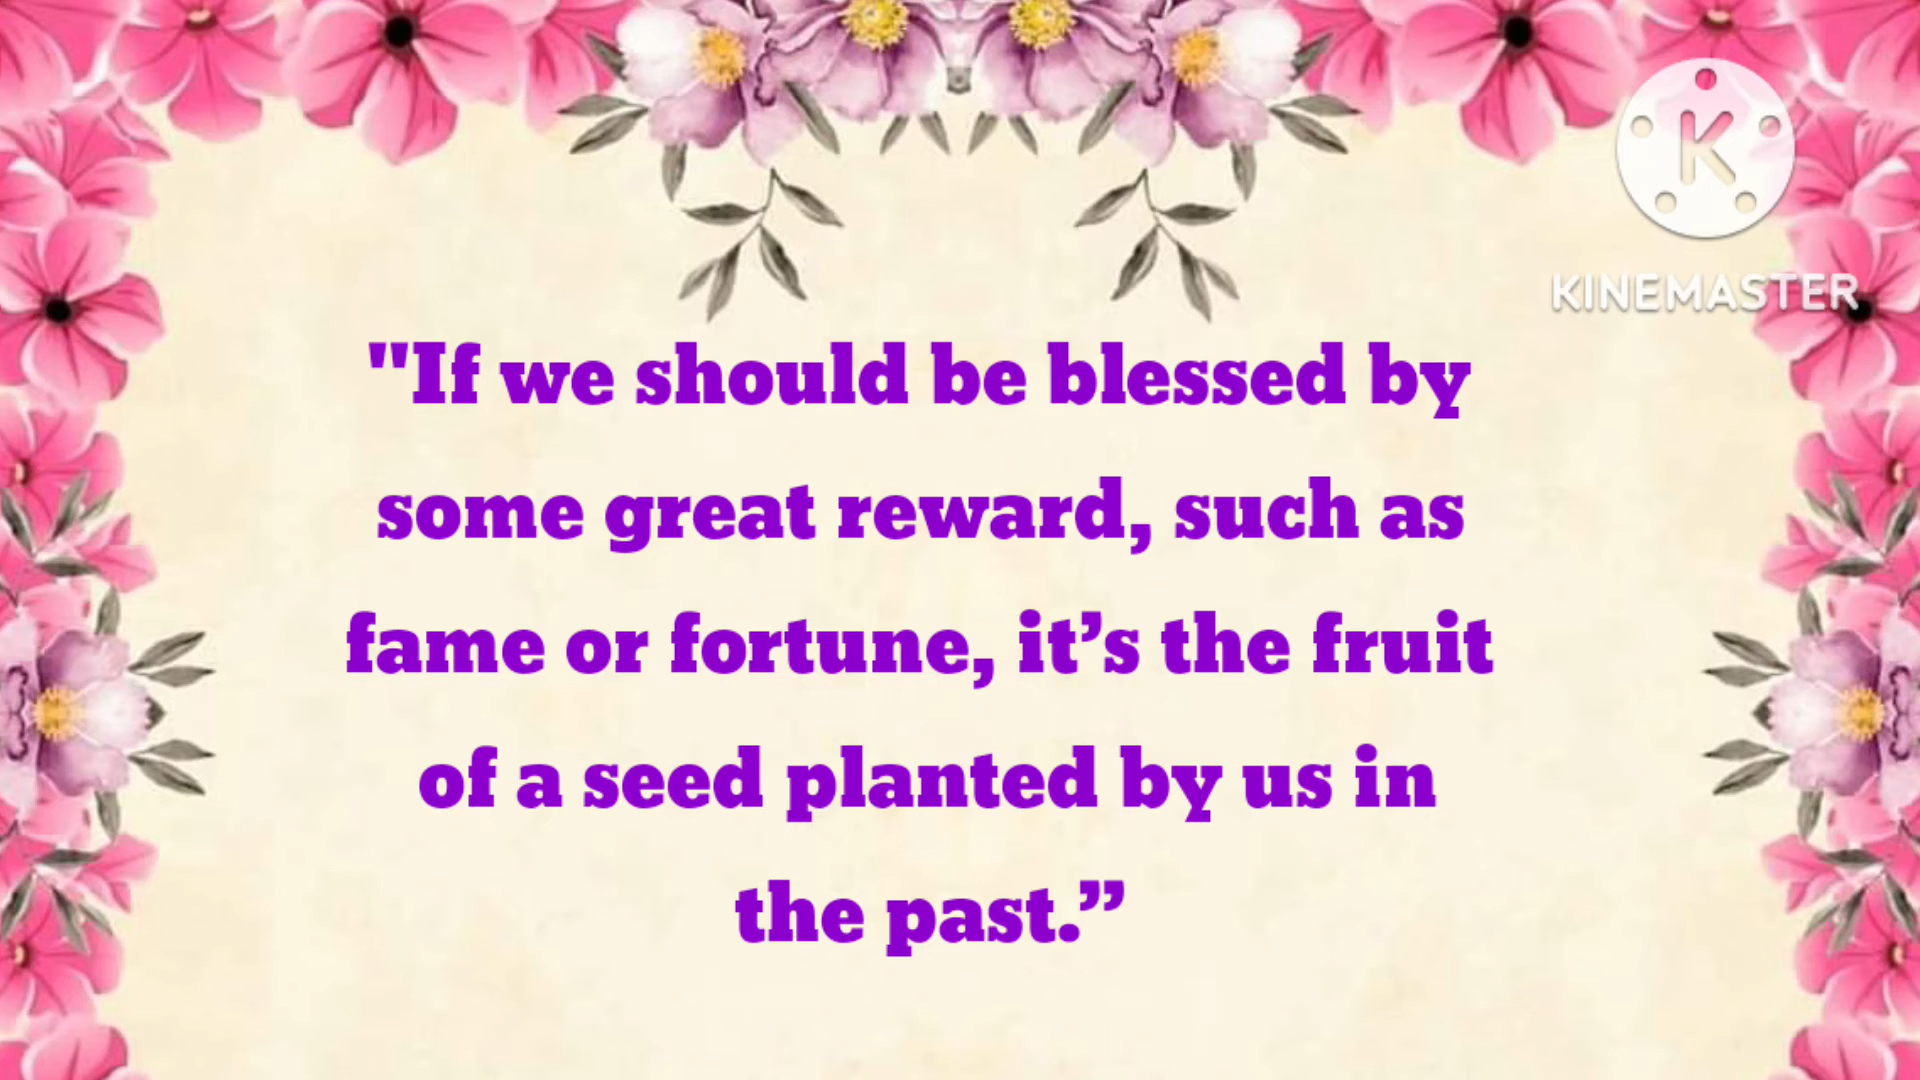 K
KINEMASTER
"If we should be blessed by
some great reward, such as
fame or fortune, it’s the fruit
of a seed planted by us in
the past.”